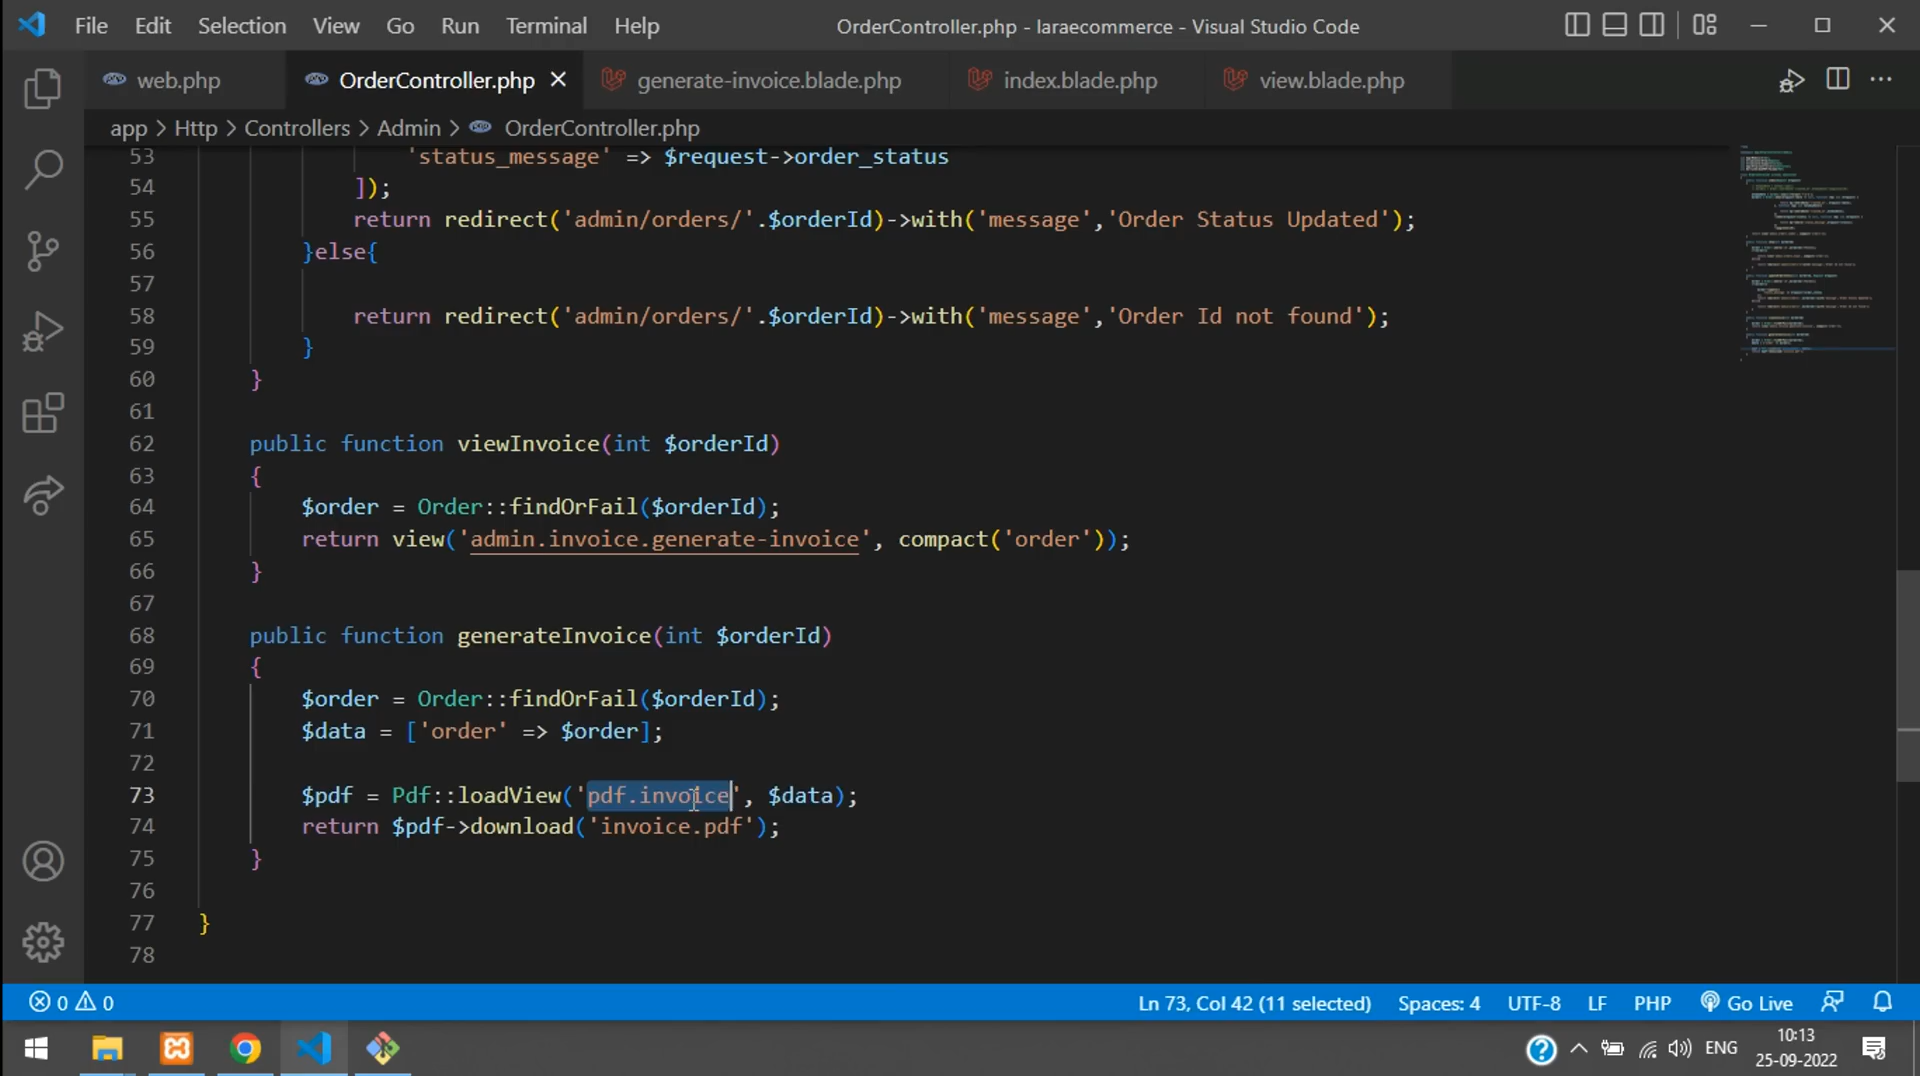 File Edit Selection View Go Run Terminal Help OrderController.php - laraecommerce - Visual Studio Code
web.php OrderController.php generate-invoice.blade.php index.blade.php view.blade.php
app > Http > Controllers > Admin > OrderController.php
53 'status_message' => $request->order_status
54 ]);
55 return redirect('admin/orders/'.$orderId)->with('message','Order Status Updated');
56 }else{
57
58 return redirect('admin/orders/'.$orderId)->with('message','Order Id not found');
59 }
60 }
61
62 public function viewInvoice(int $orderId)
63 {
64 $order = Order::findOrFail($orderId);
65 return view('admin.invoice.generate-invoice', compact('order'));
66 }
67
68 public function generateInvoice(int $orderId)
69 {
70 $order = Order::findOrFail($orderId);
71 $data = ['order' => $order];
72
73 $pdf = Pdf::loadView('pdf.invoice', $data);
74 return $pdf->download('invoice.pdf');
75 }
76
77 }
78
0 0 Ln 73, Col 42 (11 selected) Spaces: 4 UTF-8 LF PHP Go Live
ENG 10:13
25-09-2022